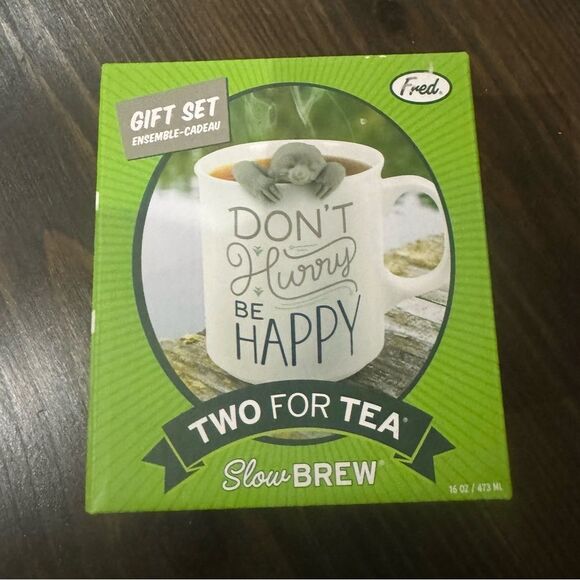 Fred®
GIFT SET
ENSEMBLE-CADEAU
DON'T
Hurry
BE
HAPPY
TWO FOR TEA®
Slow BREW®
16 OZ / 473 ML